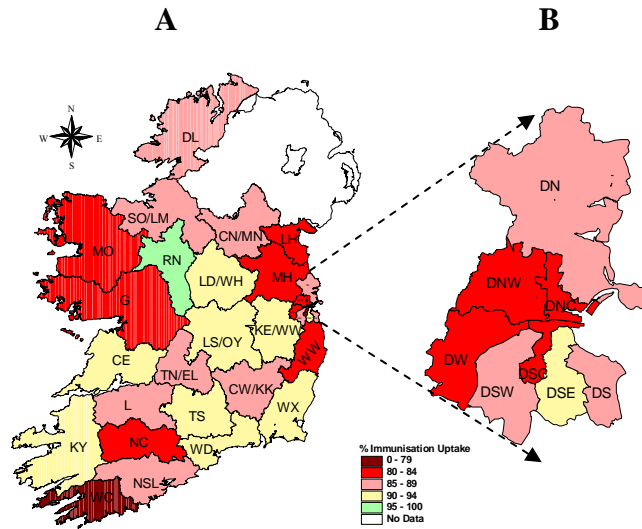 A
B
N
W E
S
DL
SO/LM
CN/MN
LH
MO
RN
LD/WH
MH
G
LS/OY
KE/WW
WW
CE
TN/EL
CW/KK
L
TS
WX
KY
NC
WD
WC
NSL
DN
DNW
DNC
DW
DSC
DSW
DSE
DS
% Immunisation Uptake
0 - 79
80 - 84
85 - 89
90 - 94
95 - 100
No Data